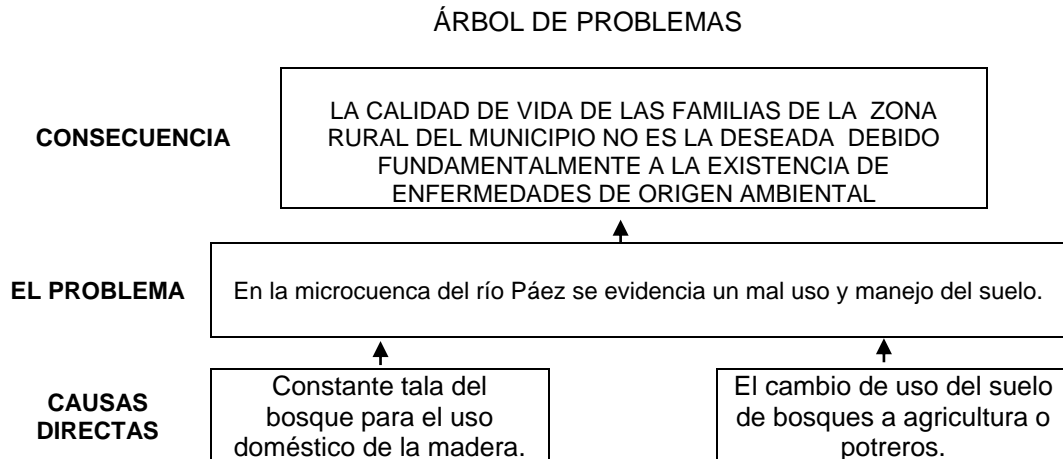 ÁRBOL DE PROBLEMAS
CONSECUENCIA
LA CALIDAD DE VIDA DE LAS FAMILIAS DE LA ZONA
RURAL DEL MUNICIPIO NO ES LA DESEADA DEBIDO
FUNDAMENTALMENTE A LA EXISTENCIA DE
ENFERMEDADES DE ORIGEN AMBIENTAL
EL PROBLEMA
En la microcuenca del río Páez se evidencia un mal uso y manejo del suelo.
CAUSAS
DIRECTAS
Constante tala del
bosque para el uso
doméstico de la madera.
El cambio de uso del suelo
de bosques a agricultura o
potreros.